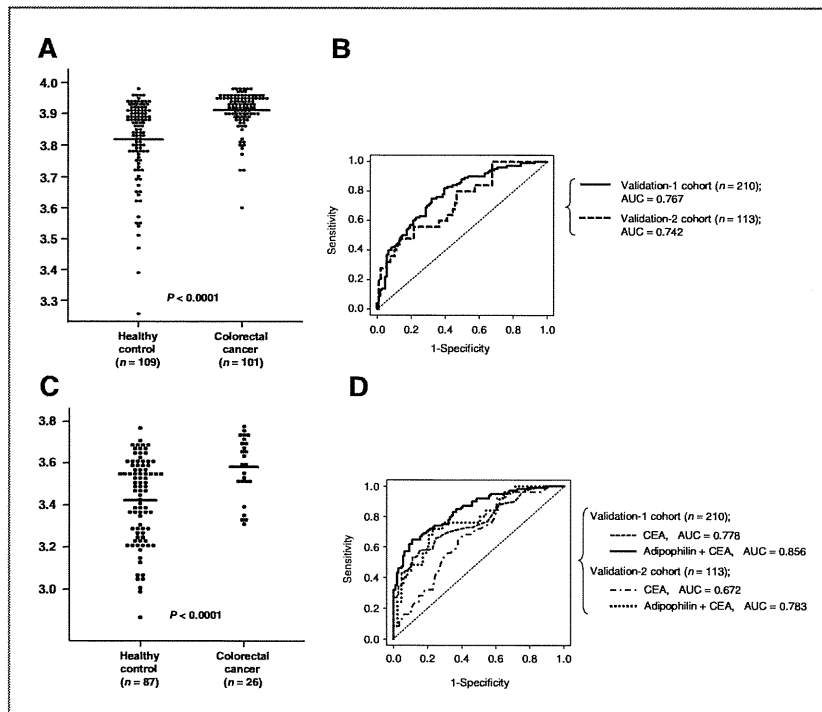 A
4.0
3.9
3.8
3.7
3.6
3.5
3.4
3.3
P < 0.0001
Healthy
control
(n = 109)
Colorectal
cancer
(n = 101)
B
1.0
0.8
0.6
0.4
0.2
0.0
Sensitivity
0.0 0.2 0.4 0.6 0.8 1.0
1-Specificity
Validation-1 cohort (n = 210);
AUC = 0.767
Validation-2 cohort (n = 113);
AUC = 0.742
C
3.8
3.6
3.4
3.2
3.0
P < 0.0001
Healthy
control
(n = 87)
Colorectal
cancer
(n = 26)
D
1.0
0.8
0.6
0.4
0.2
0.0
Sensitivity
0.0 0.2 0.4 0.6 0.8 1.0
1-Specificity
Validation-1 cohort (n = 210);
CEA, AUC = 0.778
Adipophilin + CEA, AUC = 0.856
Validation-2 cohort (n = 113);
CEA, AUC = 0.672
Adipophilin + CEA, AUC = 0.783